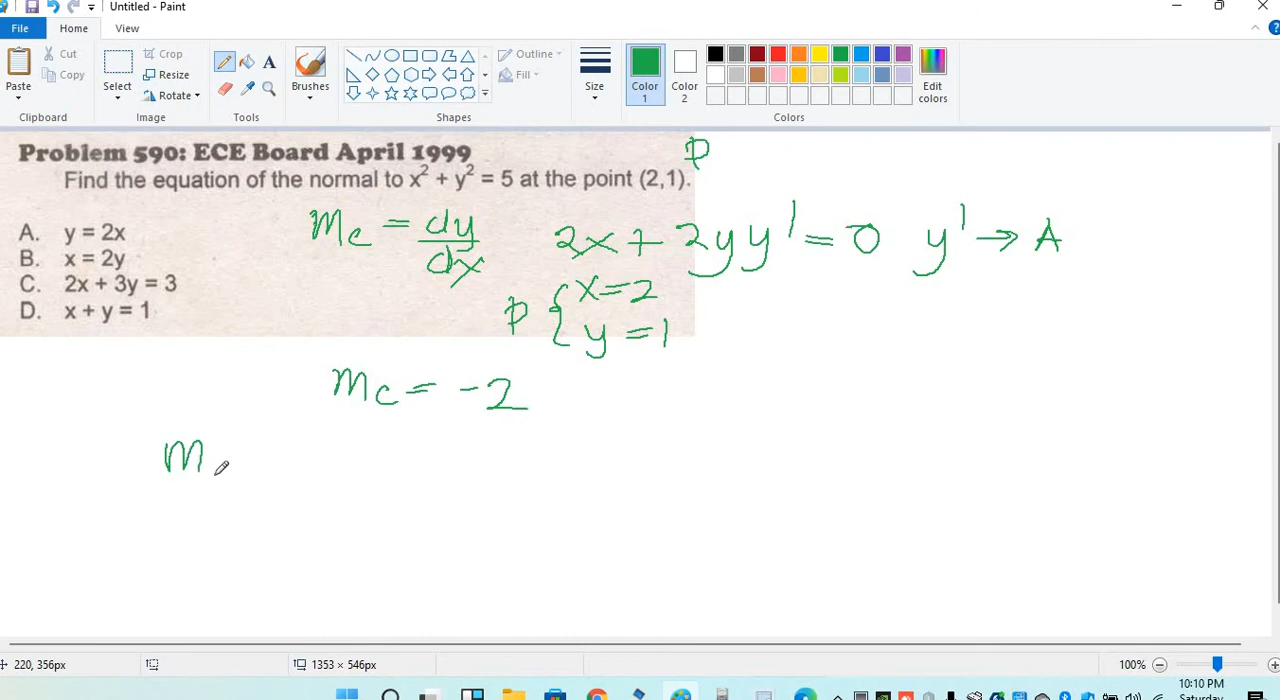 Untitled - Paint
File Home View
Paste
Cut
Copy
Clipboard
Select
Crop
Resize
Rotate
Image
A
Tools
Brushes
Outline
Fill
Shapes
Size
Color 1
Color 2
Edit colors
Colors
Problem 590: ECE Board April 1999
Find the equation of the normal to x² + y² = 5 at the point (2,1).
P
A. y = 2x
B. x = 2y
C. 2x + 3y = 3
D. x + y = 1
Mc = dy/dx
2x + 2yy' = 0 y' → A
P { x = 2
y = 1
Mc = -2
M
220, 356px
1353 × 546px
100%
10:10 PM
Saturday